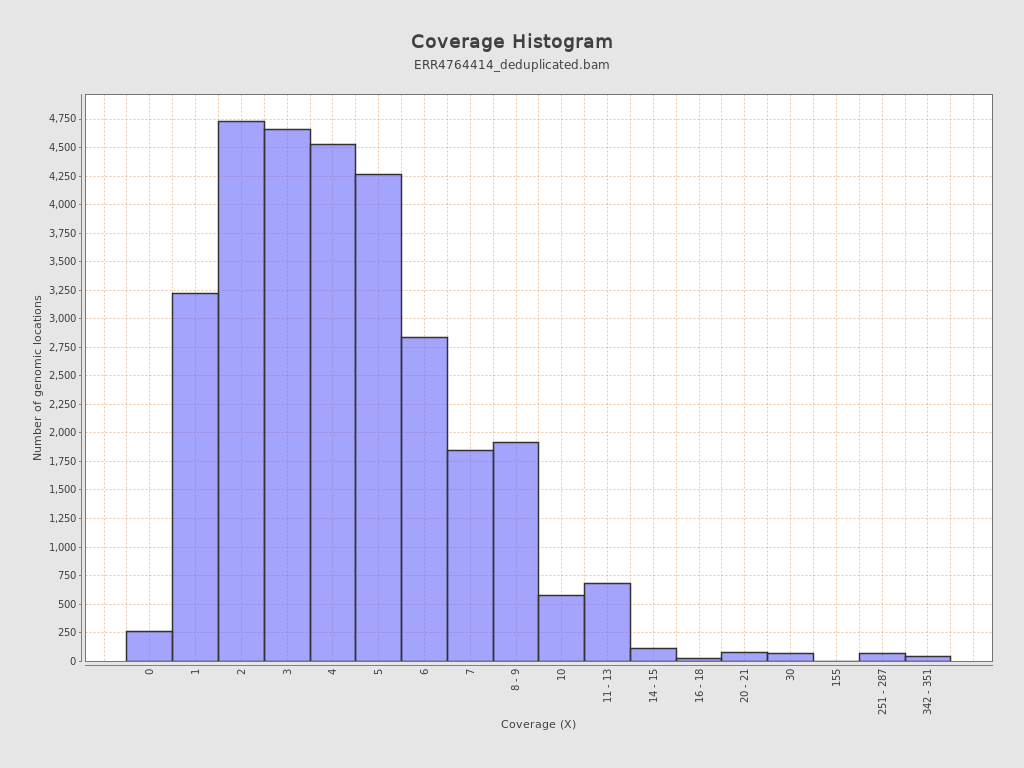 Coverage Histogram
ERR4764414_deduplicated.bam
Number of genomic locations
4,750
4,500
4,250
4,000
3,750
3,500
3,250
3,000
2,750
2,500
2,250
2,000
1,750
1,500
1,250
1,000
750
500
250
0
0
1
2
3
4
5
6
7
8 - 9
10
11 - 13
14 - 15
16 - 18
20 - 21
30
155
251 - 287
342 - 351
Coverage (X)